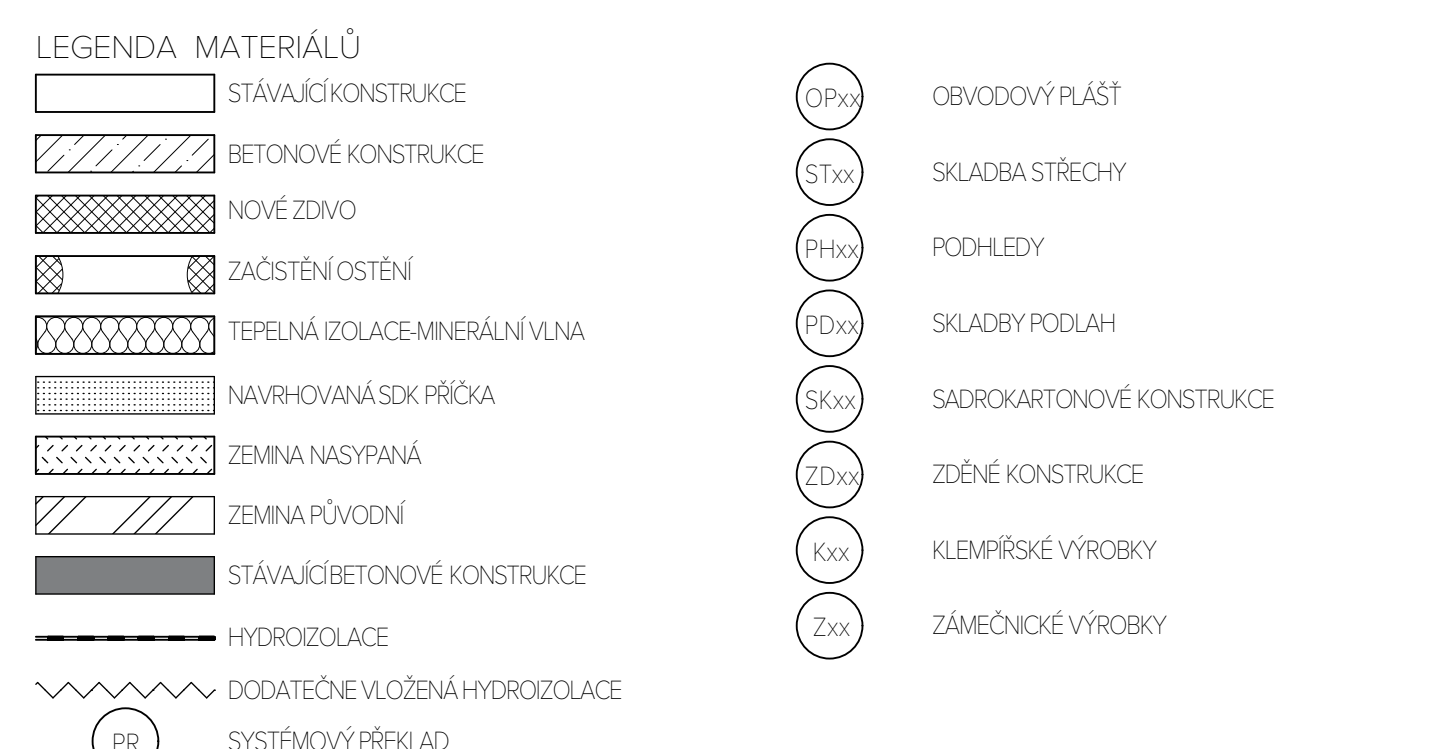 LEGENDA MATERIÁLŮ
STÁVAJÍCÍ KONSTRUKCE
BETONOVÉ KONSTRUKCE
NOVÉ ZDIVO
ZAČISTĚNÍ OSTĚNÍ
TEPELNÁ IZOLACE-MINERÁLNÍ VLNA
NAVRHOVANÁ SDK PŘÍČKA
ZEMINA NASYPANÁ
ZEMINA PŮVODNÍ
STÁVAJÍCÍ BETONOVÉ KONSTRUKCE
HYDROIZOLACE
DODATEČNE VLOŽENÁ HYDROIZOLACE
PR SYSTÉMOVÝ PŘEKLAD
OPxx OBVODOVÝ PLÁŠŤ
STxx SKLADBA STŘECHY
PHxx PODHLEDY
PDxx SKLADBY PODLAH
SKxx SADROKARTONOVÉ KONSTRUKCE
ZDxx ZDĚNÉ KONSTRUKCE
Kxx KLEMPÍŘSKÉ VÝROBKY
Zxx ZÁMEČNICKÉ VÝROBKY